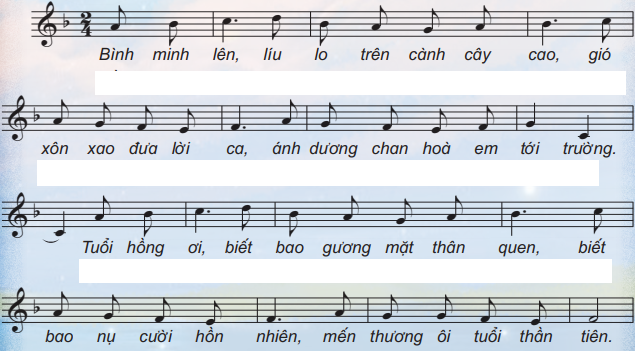 2 4
Bình minh lên, líu lo trên cành cây cao, gió
xôn xao đưa lời ca, ánh dương chan hoà em tới trường.
Tuổi hồng ơi, biết bao gương mặt thân quen, biết
bao nụ cười hồn nhiên, mến thương ôi tuổi thần tiên.